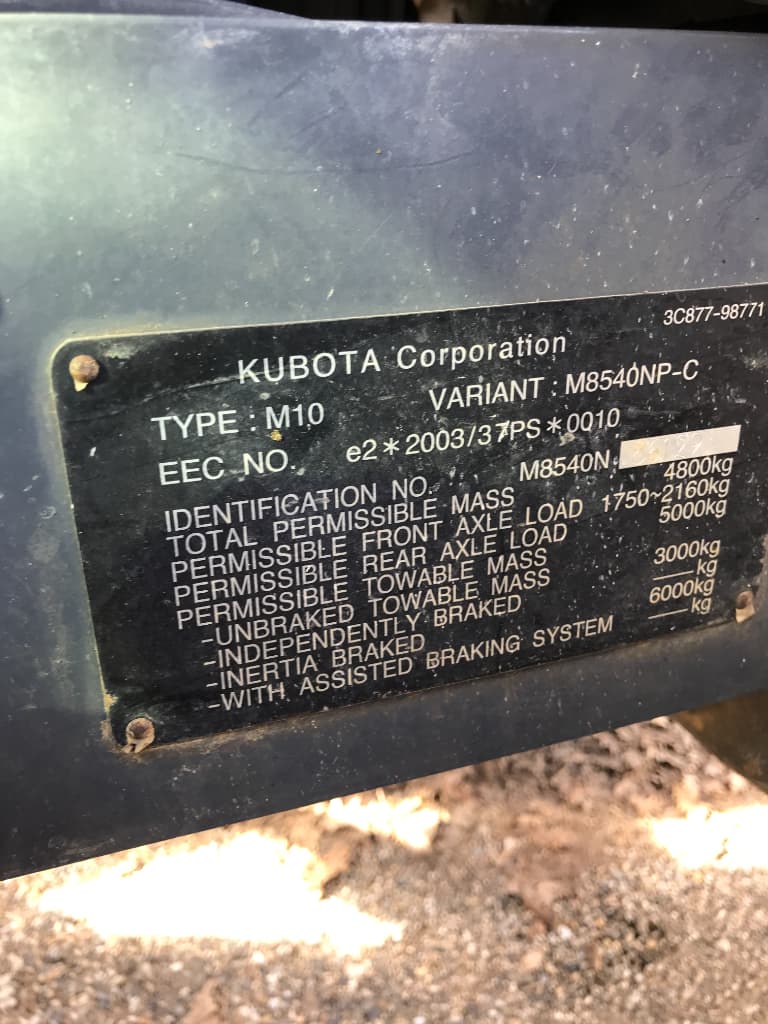 3C877-98771
KUBOTA Corporation
TYPE : M10 VARIANT : M8540NP-C
EEC NO. e2*2003/37PS*0010
IDENTIFICATION NO. M8540N
TOTAL PERMISSIBLE MASS 4800kg
PERMISSIBLE FRONT AXLE LOAD 1750~2160kg
PERMISSIBLE REAR AXLE LOAD 5000kg
PERMISSIBLE TOWABLE MASS
-UNBRAKED TOWABLE MASS 3000kg
-INDEPENDENTLY BRAKED kg
-INERTIA BRAKED 6000kg
-WITH ASSISTED BRAKING SYSTEM kg